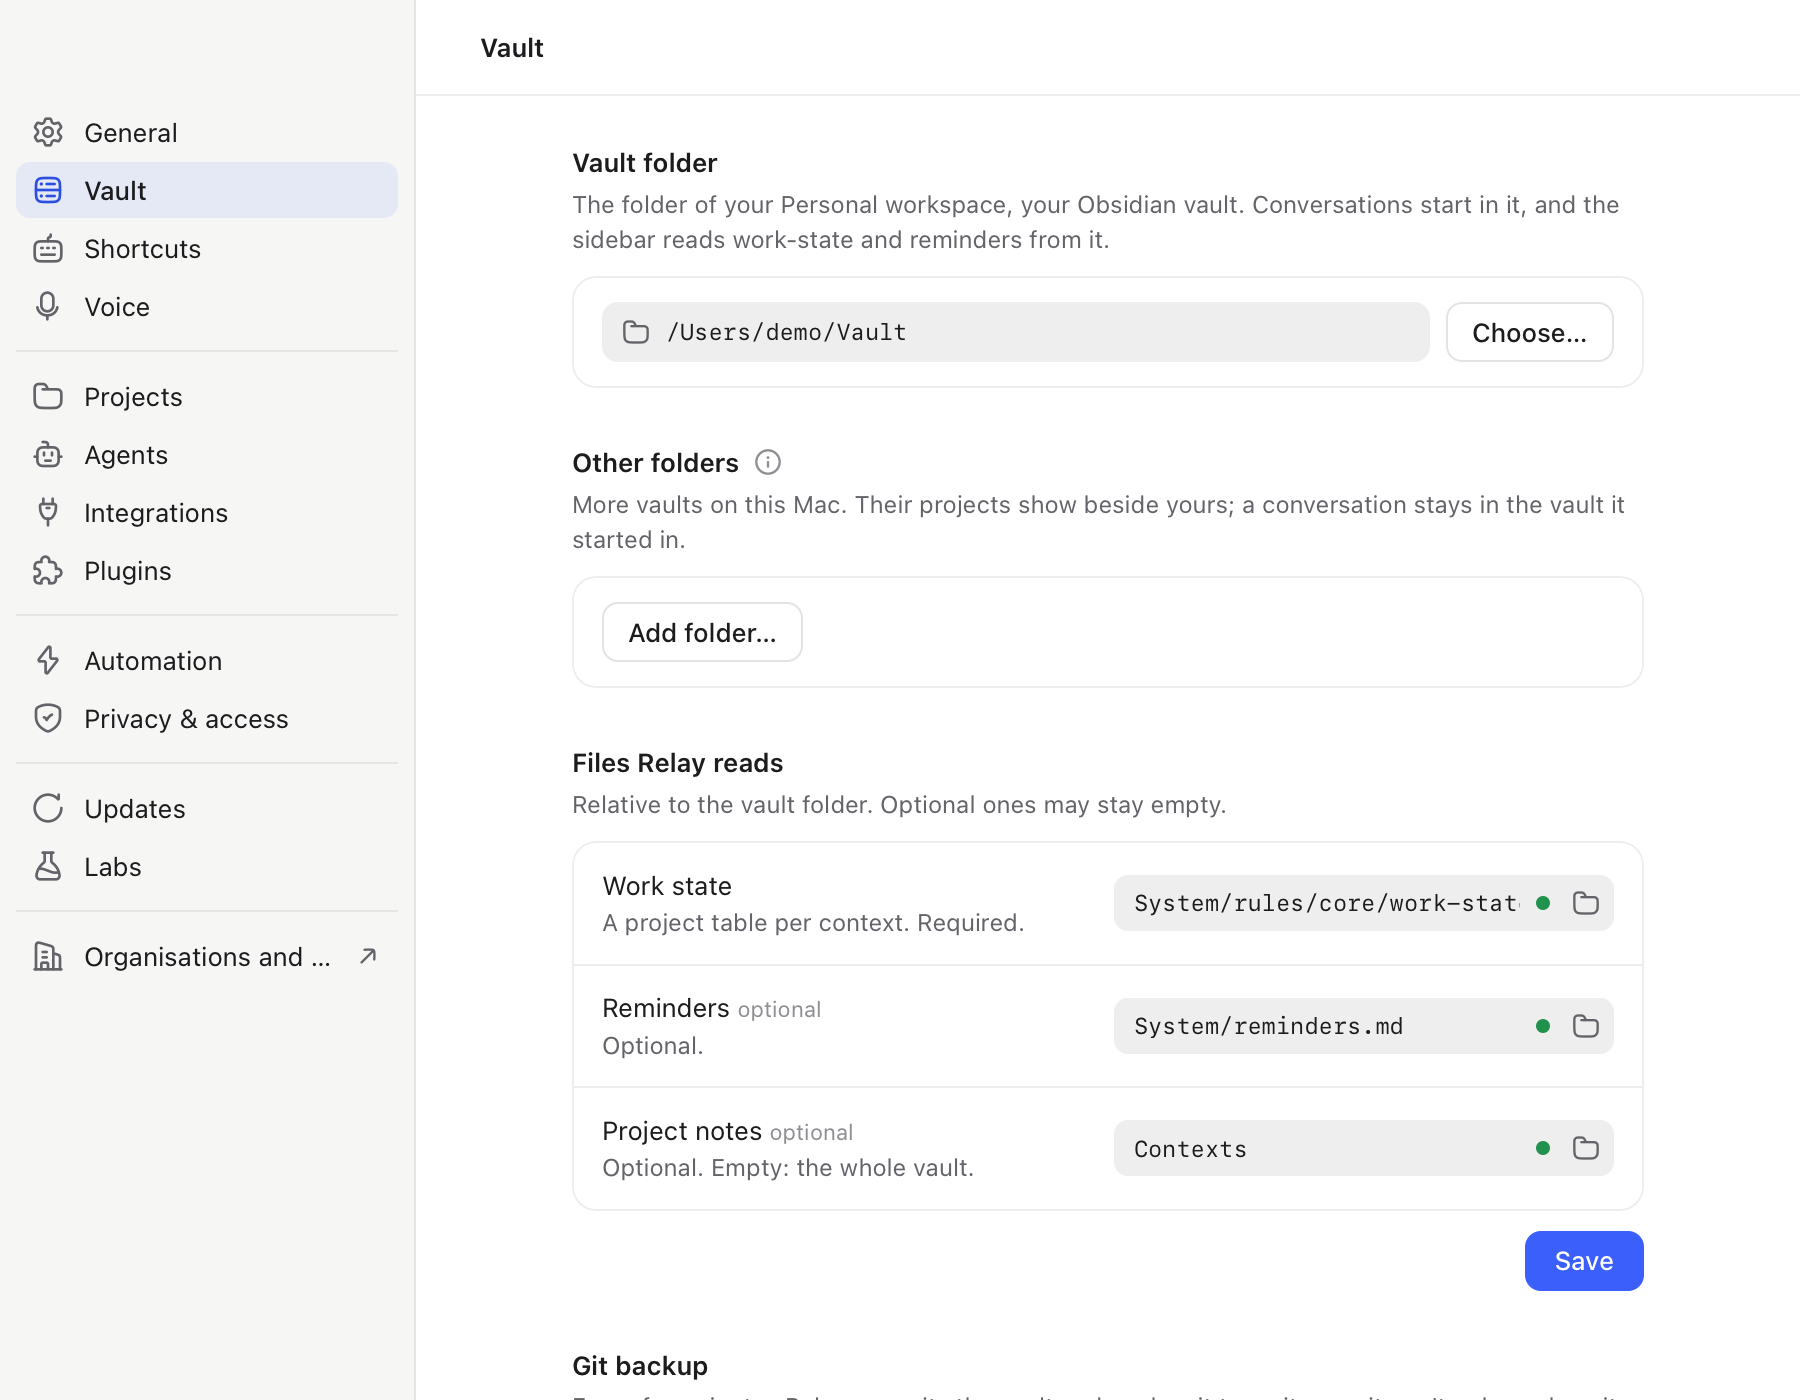 Vault
General
Vault
Shortcuts
Voice
Projects
Agents
Integrations
Plugins
Automation
Privacy & access
Updates
Labs
Organisations and ...
Vault folder
The folder of your Personal workspace, your Obsidian vault. Conversations start in it, and the
sidebar reads work-state and reminders from it.
/Users/demo/Vault
Choose...
Other folders
More vaults on this Mac. Their projects show beside yours; a conversation stays in the vault it
started in.
Add folder...
Files Relay reads
Relative to the vault folder. Optional ones may stay empty.
Work state
A project table per context. Required.
System/rules/core/work-stat
Reminders optional
Optional.
System/reminders.md
Project notes optional
Optional. Empty: the whole vault.
Contexts
Save
Git backup